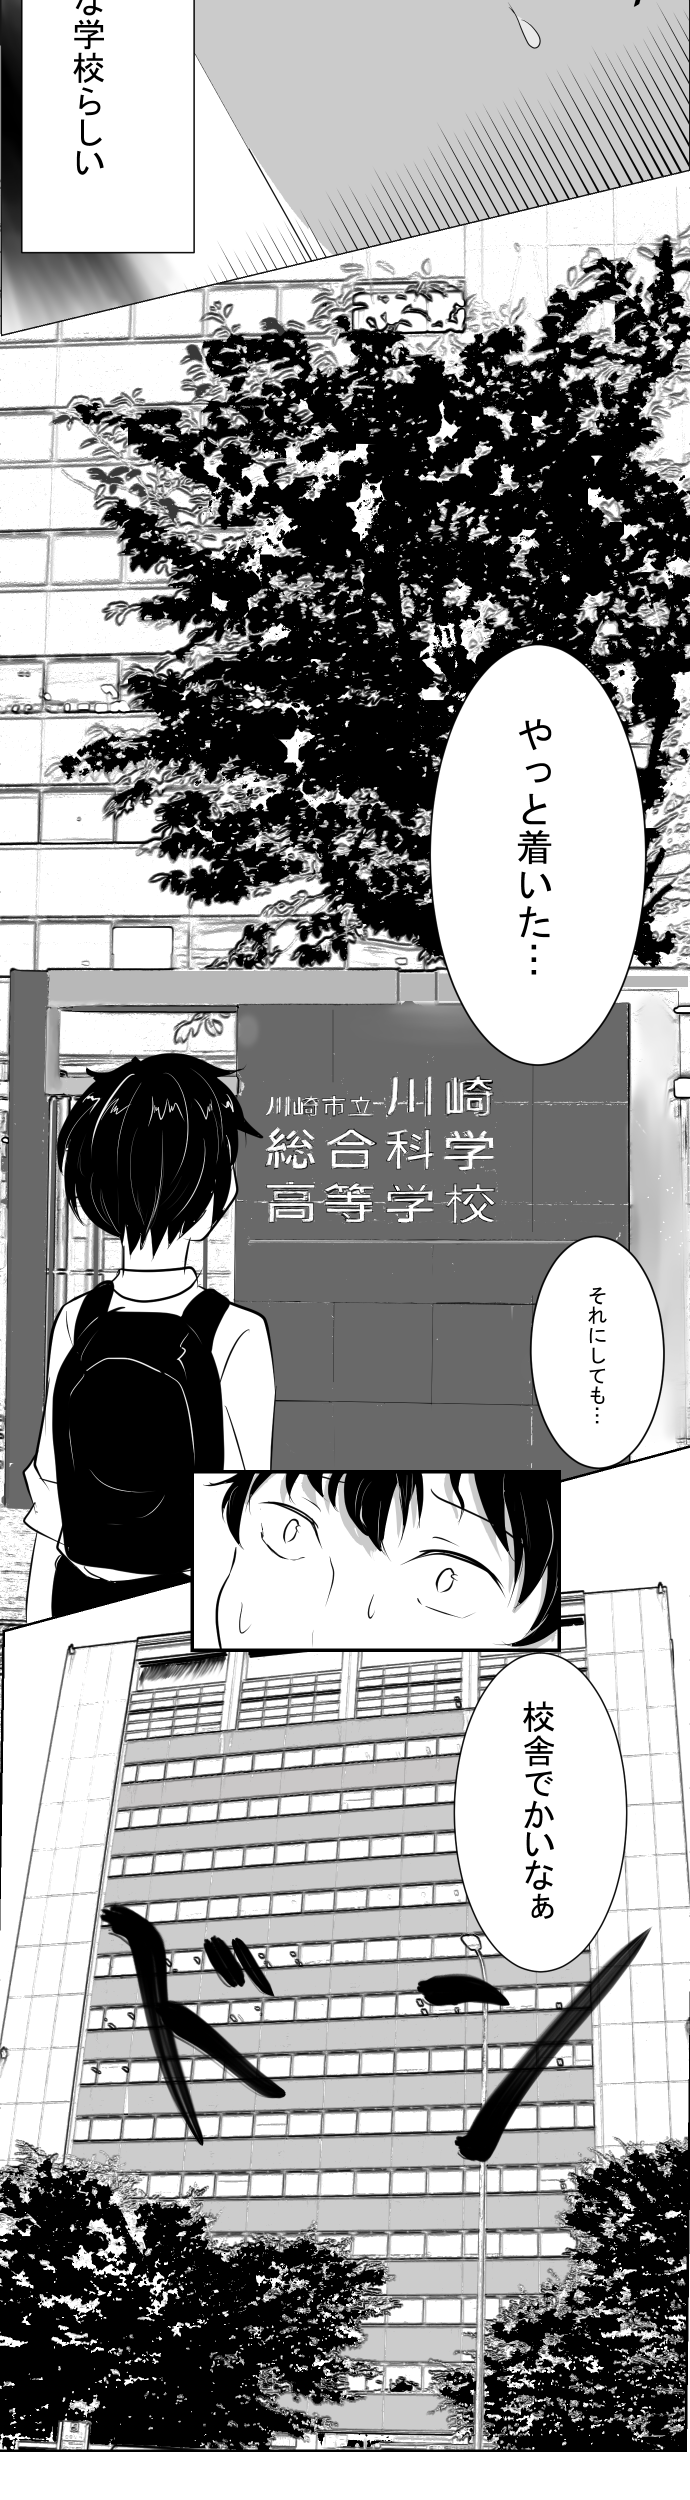 な学校らしい
やっと着いた…
川崎市立 川崎
総合科学
高等学校
それにしても…
校舎でかいなぁ
ドン